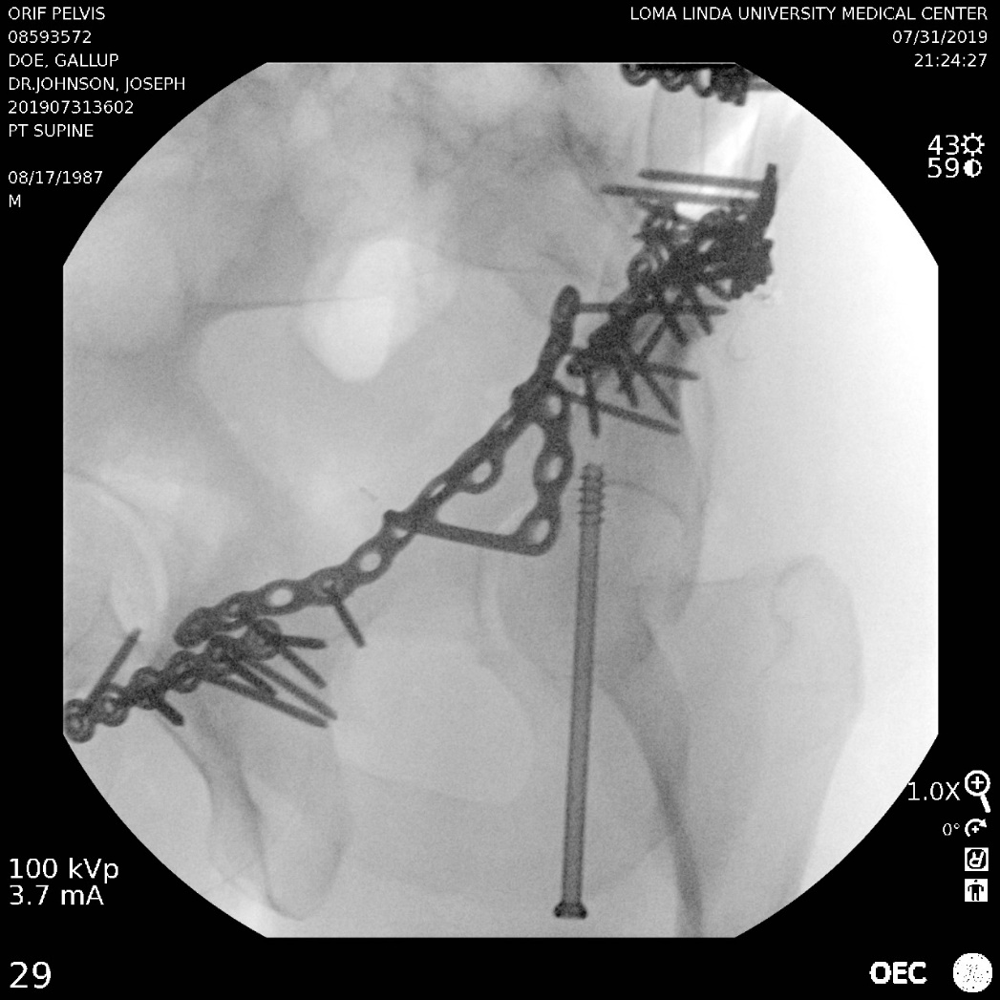 ORIF PELVIS
08593572
DOE, GALLUP
DR.JOHNSON, JOSEPH
201907313602
PT SUPINE
08/17/1987
M
LOMA LINDA UNIVERSITY MEDICAL CENTER
07/31/2019
21:24:27
43
59
1.0X
0°
100 kVp
3.7 mA
29
OEC